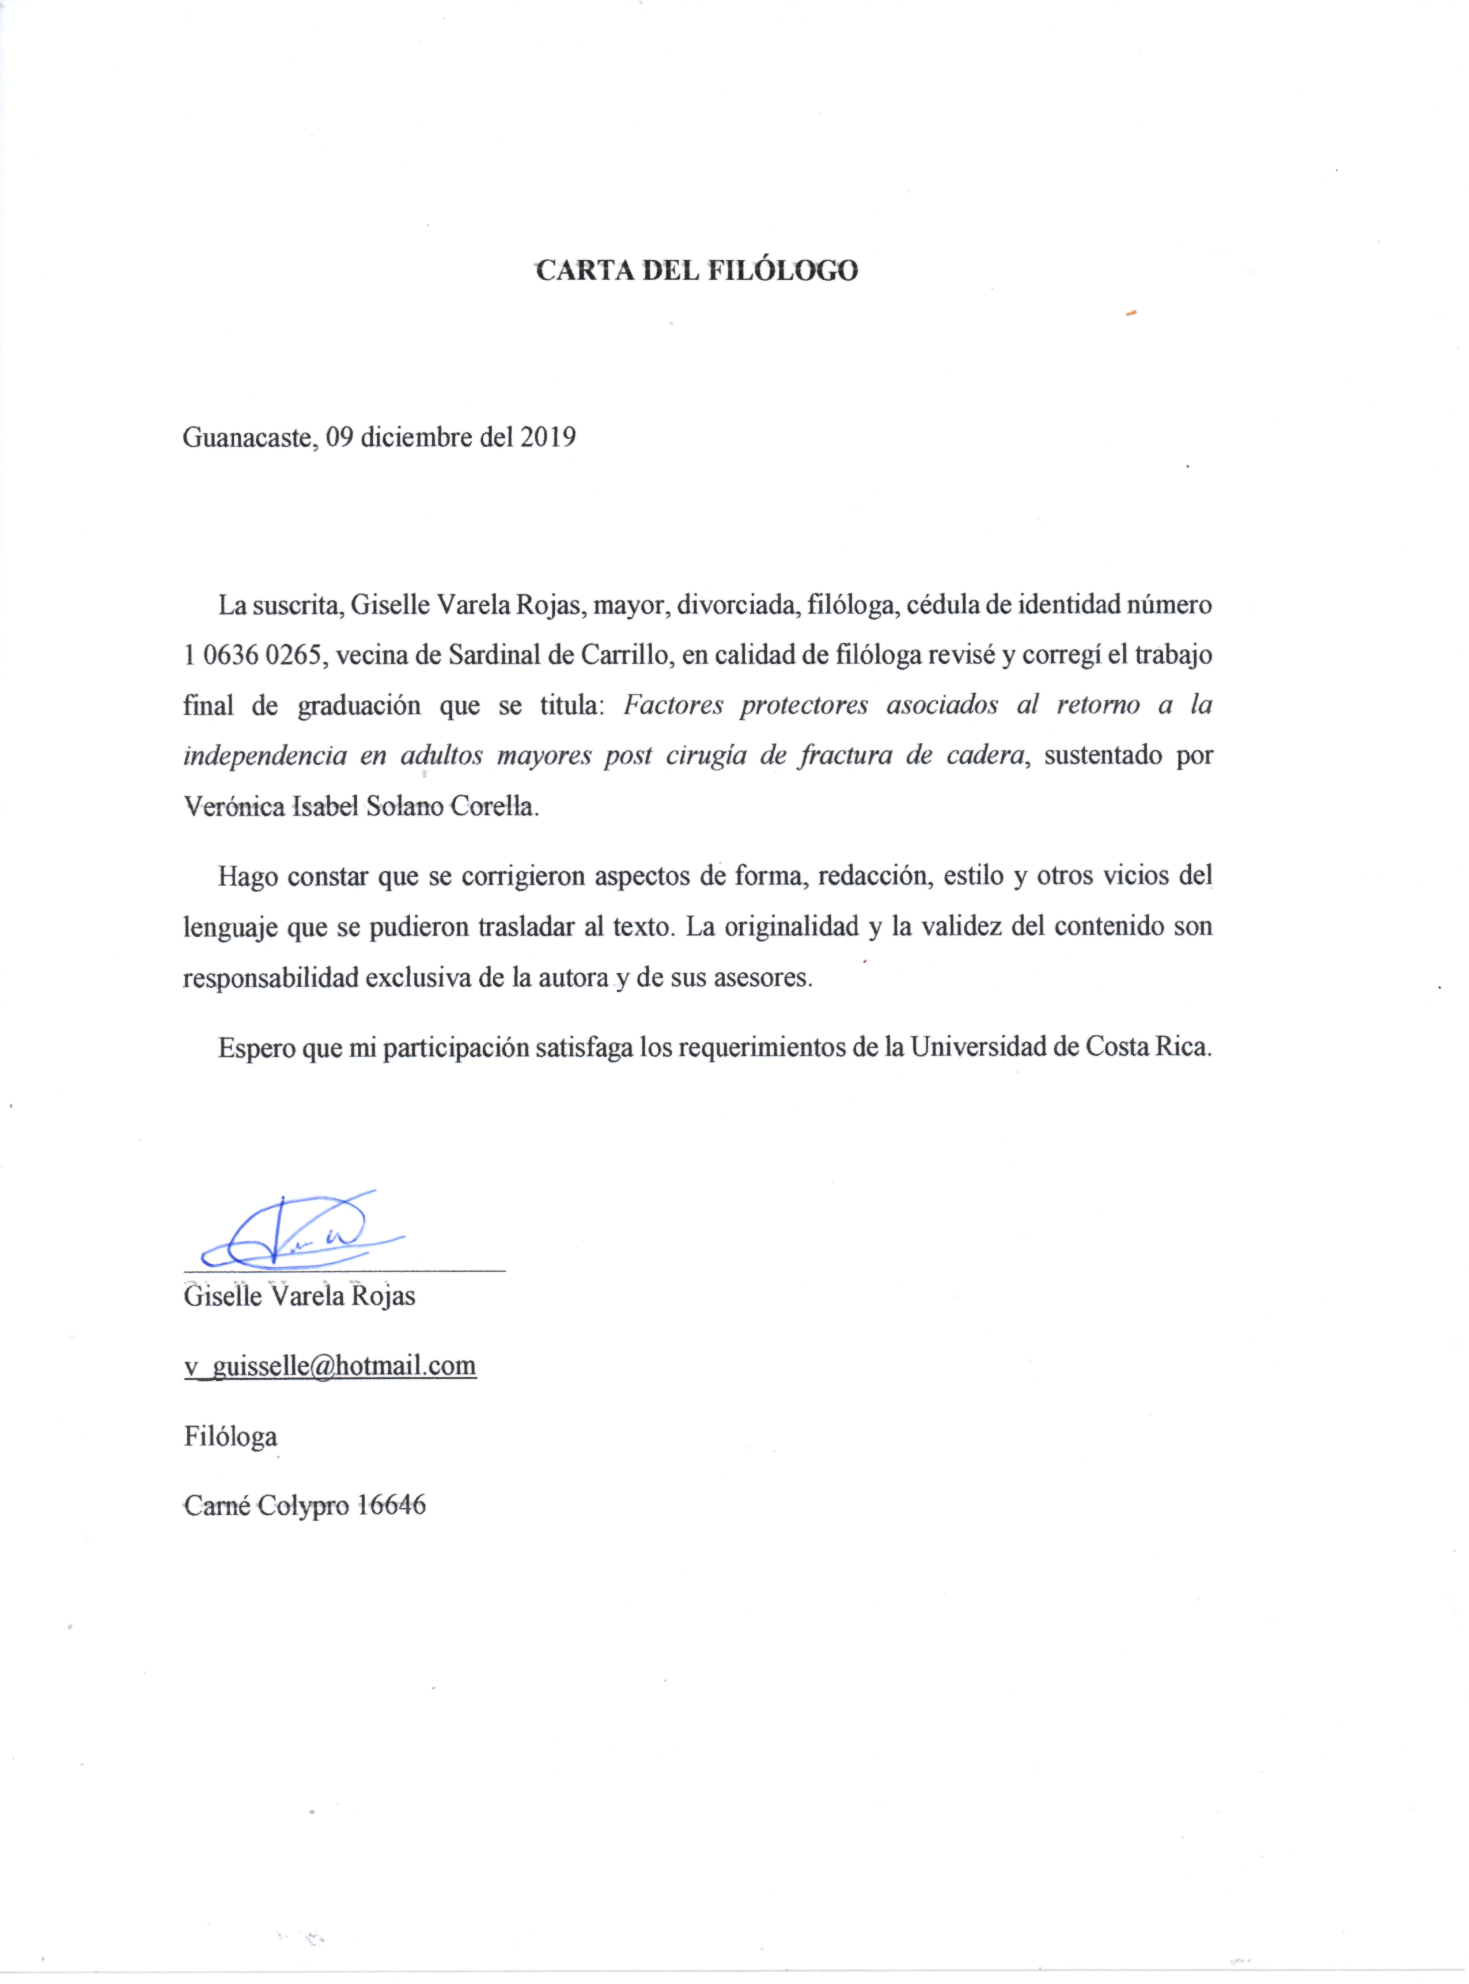 CARTA DEL FILÓLOGO
Guanacaste, 09 diciembre del 2019
La suscrita, Giselle Varela Rojas, mayor, divorciada, filóloga, cédula de identidad número
1 0636 0265, vecina de Sardinal de Carrillo, en calidad de filóloga revisé y corregí el trabajo
final de graduación que se titula: Factores protectores asociados al retorno a la
independencia en adultos mayores post cirugía de fractura de cadera, sustentado por
Verónica Isabel Solano Corella.
Hago constar que se corrigieron aspectos de forma, redacción, estilo y otros vicios del
lenguaje que se pudieron trasladar al texto. La originalidad y la validez del contenido son
responsabilidad exclusiva de la autora y de sus asesores.
Espero que mi participación satisfaga los requerimientos de la Universidad de Costa Rica.
Giselle Varela Rojas
v_guisselle@hotmail.com
Filóloga
Carné Colypro 16646